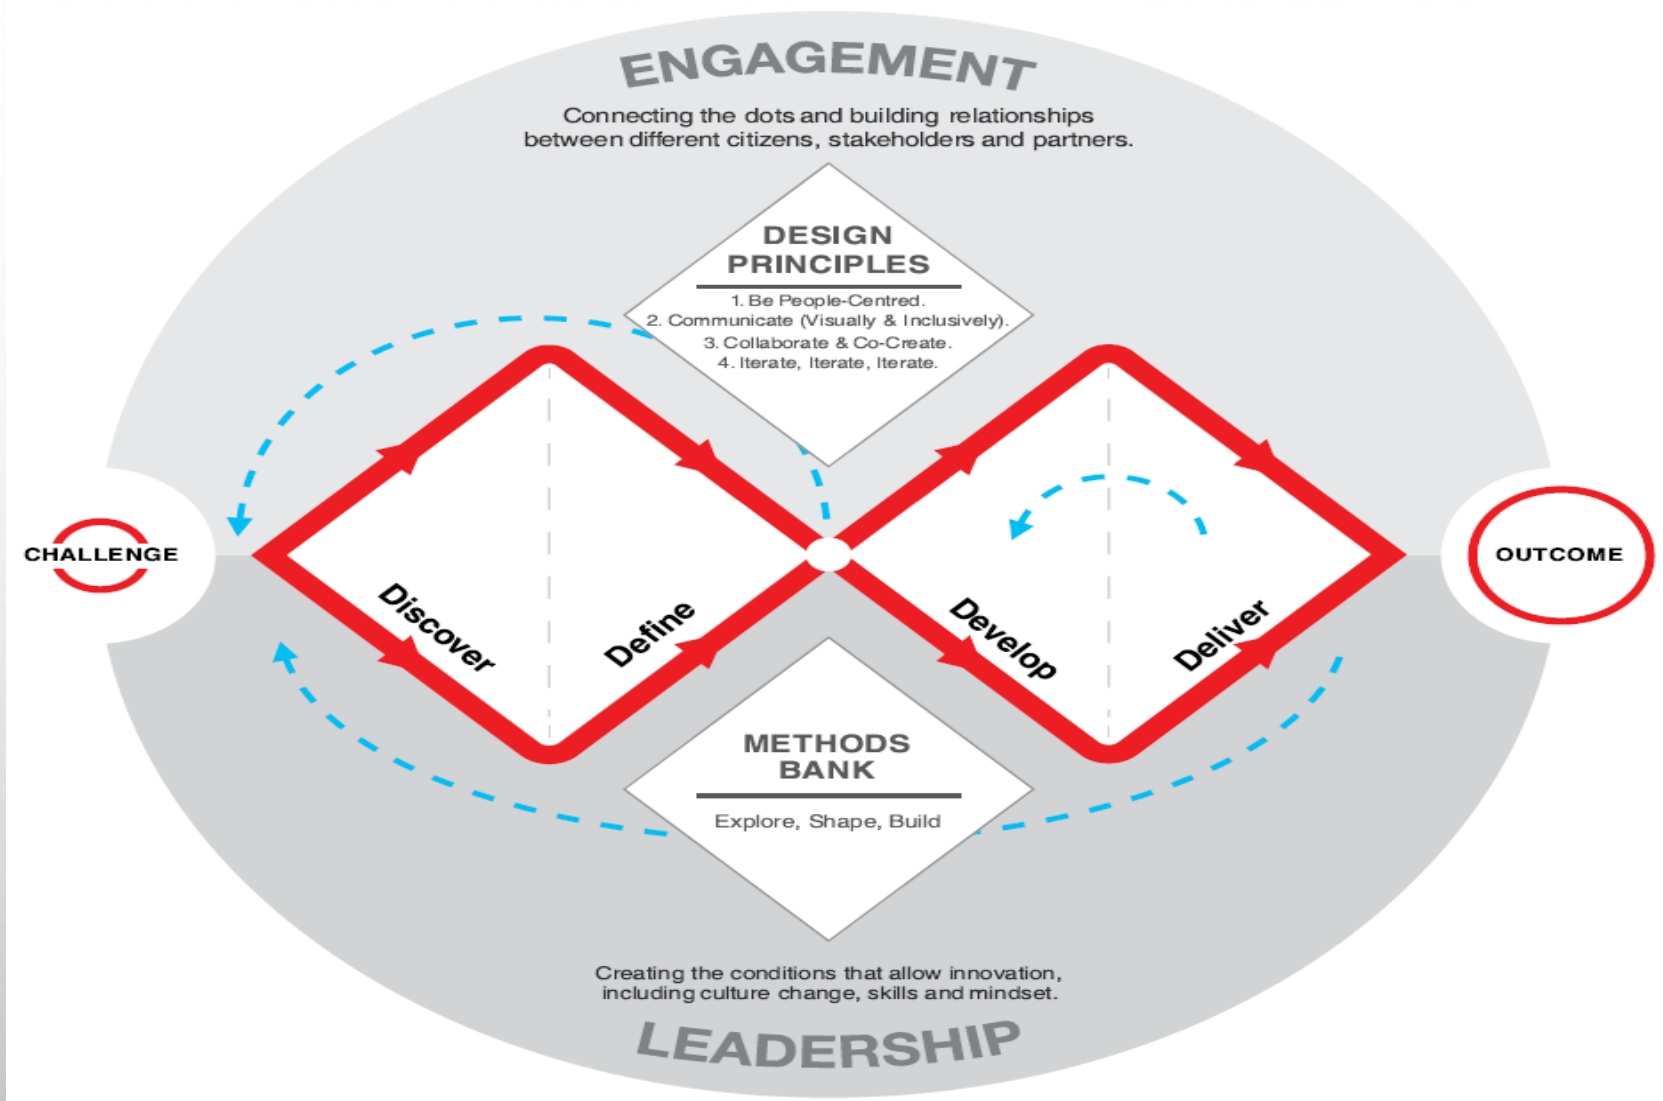 ENGAGEMENT
Connecting the dots and building relationships
between different citizens, stakeholders and partners.
DESIGN
PRINCIPLES
1. Be People-Centred.
2. Communicate (Visually & Inclusively).
3. Collaborate & Co-Create.
4. Iterate, Iterate, Iterate.
CHALLENGE
OUTCOME
Discover
Define
Develop
Deliver
METHODS
BANK
Explore, Shape, Build
Creating the conditions that allow innovation,
including culture change, skills and mindset.
LEADERSHIP